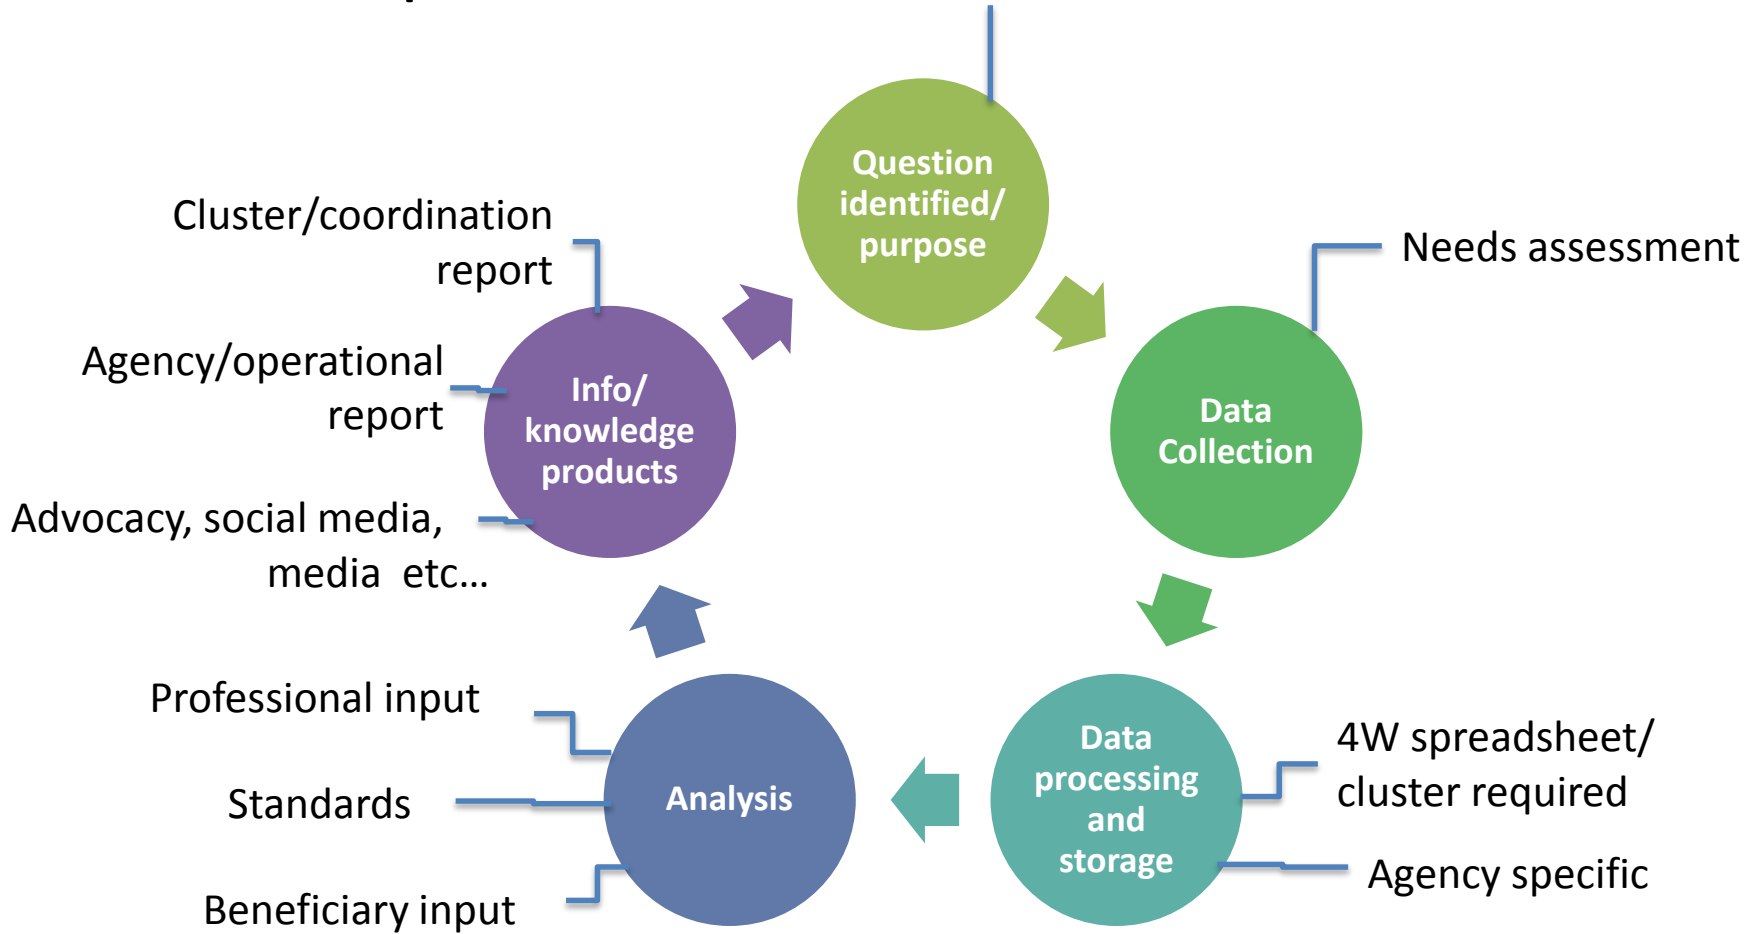 Question
identified/
purpose
Needs assessment
Data
Collection
4W spreadsheet/
cluster required
Agency specific
Data
processing
and
storage
Analysis
Professional input
Standards
Beneficiary input
Info/
knowledge
products
Cluster/coordination
report
Agency/operational
report
Advocacy, social media,
media etc...